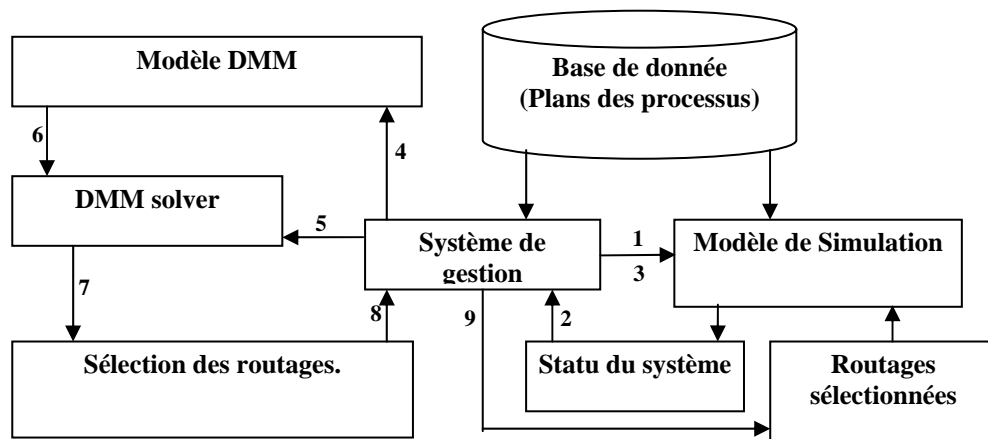 Modèle DMM
Base de donnée
(Plans des processus)
6
4
DMM solver
5
Système de
gestion
1
3
Modèle de Simulation
7
8
9
2
Sélection des routages.
Statu du système
Routages
sélectionnées